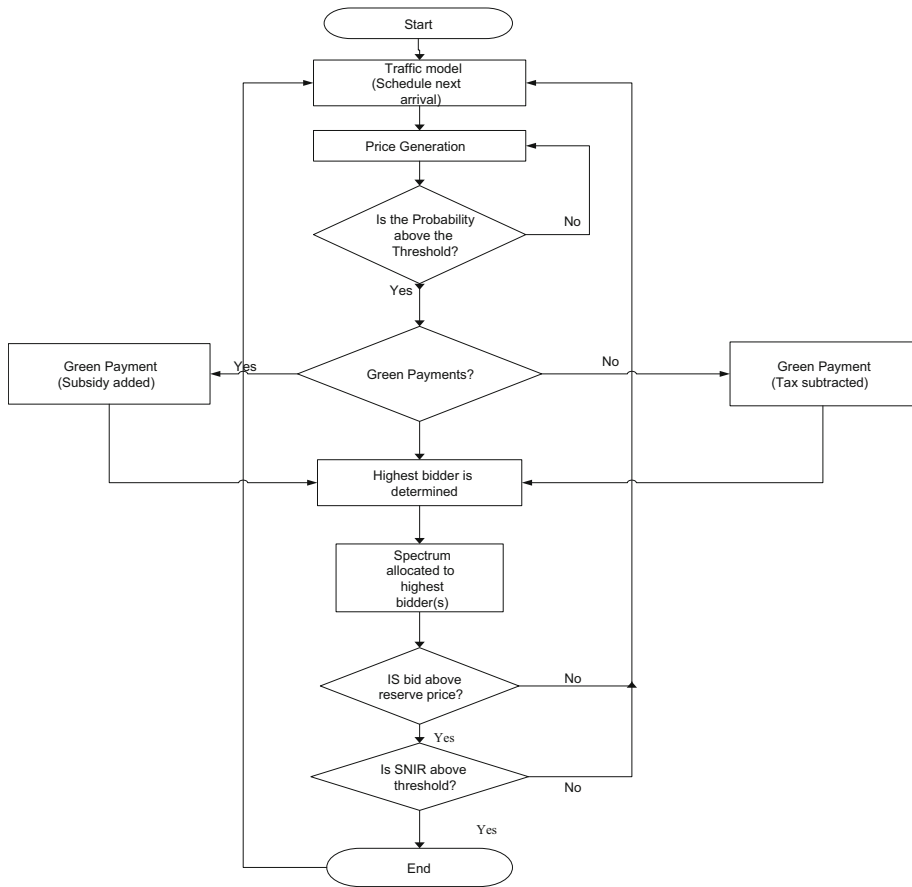 Start
Traffic model
(Schedule next
arrival)
Price Generation
Is the Probability
above the
Threshold?
No
Yes
Green Payment
(Subsidy added)
Yes
Green Payments?
No
Green Payment
(Tax subtracted)
Highest bidder is
determined
Spectrum
allocated to
highest
bidder(s)
IS bid above
reserve price?
No
Yes
Is SNIR above
threshold?
No
Yes
End